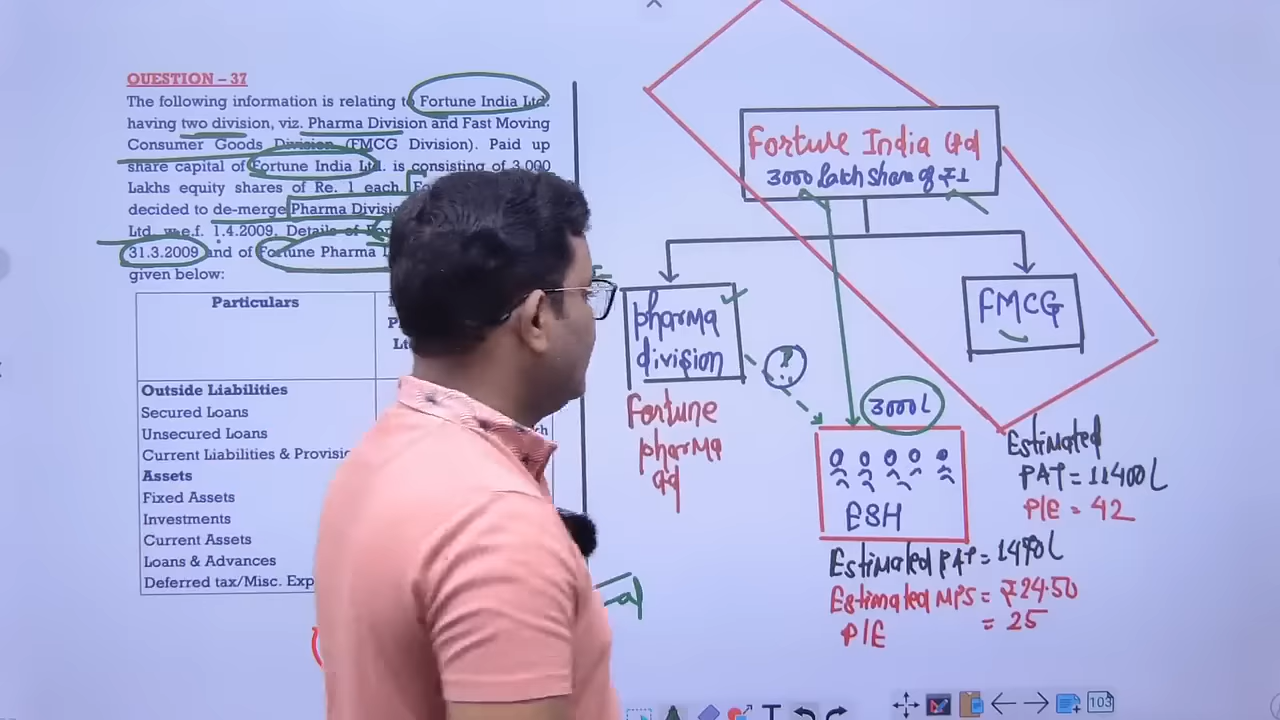 QUESTION – 37
The following information is relating to Fortune India Ltd.
having two division, viz. Pharma Division and Fast Moving
Consumer Goods Division (FMCG Division). Paid up
share capital of Fortune India Ltd. is consisting of 3,000
Lakhs equity shares of Re. 1 each.
decided to de-merge Pharma
Ltd. w.e.f. 1.4.2009. Details of
31.3.2009 and of Fortune Pharma
given below:
Particulars
Outside Liabilities
Secured Loans
Unsecured Loans
Current Liabilities &
Assets
Fixed Assets
Investments
Current Assets
Loans & Advances
Deferred tax/Misc. Exp
Fortune India Ltd
3000 Lakh share of ₹1
pharma
division
?
Fortune
pharma
Ltd
FMCG
3000L
ESH
Estimated
PAT = 11400L
P/E = 42
Estimated PAT = 1490L
Estimated MPS = ₹24.50
P/E = 25
103